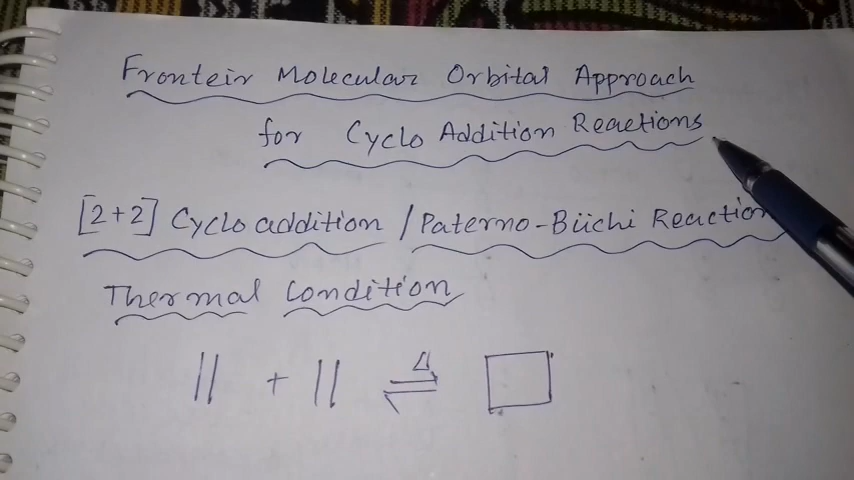 Fronteir Molecular Orbital Approach
for Cyclo Addition Reactions
[2+2] Cyclo addition / Paterno-Büchi Reaction
Thermal Condition
|| + || ⇌ Δ □